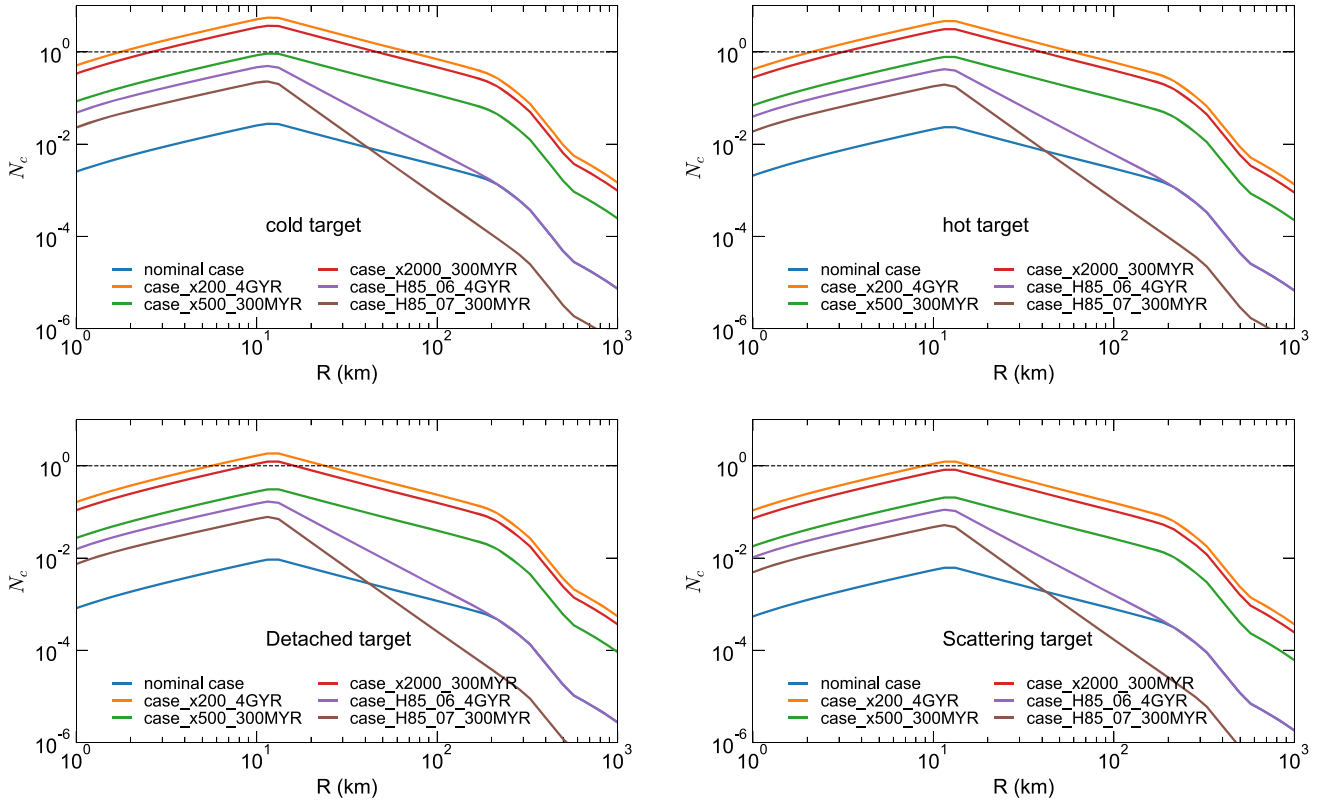 10^0
10^-2
10^-4
10^-6
N_c
cold target
nominal case
case_x200_4GYR
case_x500_300MYR
case_x2000_300MYR
case_H85_06_4GYR
case_H85_07_300MYR
10^0 10^1 10^2 10^3
R (km)
10^0
10^-2
10^-4
10^-6
N_c
hot target
nominal case
case_x200_4GYR
case_x500_300MYR
case_x2000_300MYR
case_H85_06_4GYR
case_H85_07_300MYR
10^0 10^1 10^2 10^3
R (km)
10^0
10^-2
10^-4
10^-6
N_c
Detached target
nominal case
case_x200_4GYR
case_x500_300MYR
case_x2000_300MYR
case_H85_06_4GYR
case_H85_07_300MYR
10^0 10^1 10^2 10^3
R (km)
10^0
10^-2
10^-4
10^-6
N_c
Scattering target
nominal case
case_x200_4GYR
case_x500_300MYR
case_x2000_300MYR
case_H85_06_4GYR
case_H85_07_300MYR
10^0 10^1 10^2 10^3
R (km)